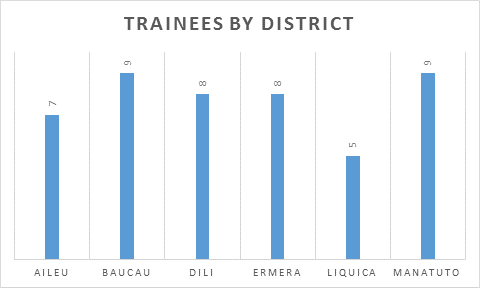 TRAINEES BY DISTRICT
7 9 8 8 5 9
AILEU BAUCAU DILI ERMERA LIQUICA MANATUTO